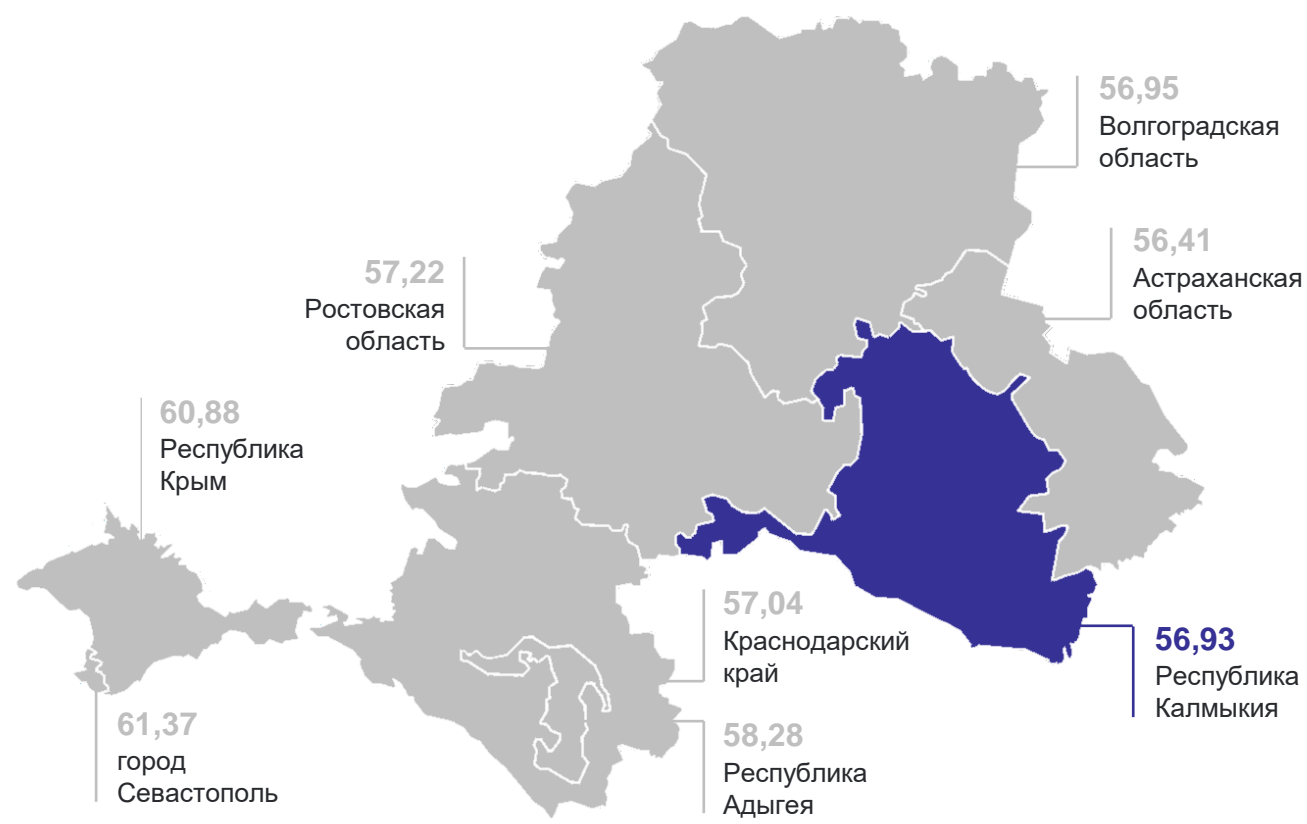 56,95
Волгоградская
область
56,41
Астраханская
область
57,22
Ростовская
область
60,88
Республика
Крым
57,04
Краснодарский
край
56,93
Республика
Калмыкия
61,37
город
Севастополь
58,28
Республика
Адыгея